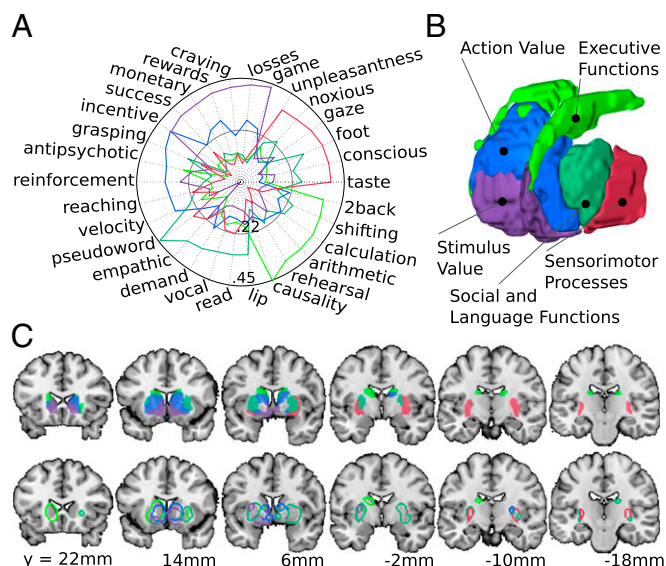 A
craving
rewards
monetary
success
incentive
grasping
antipsychotic
reinforcement
reaching
velocity
pseudoword
empathic
demand
vocal
read
lip
causality
rehearsal
arithmetic
calculation
shifting
2back
taste
conscious
foot
gaze
noxious
unpleasantness
game
losses
.22
.45
B
Action Value
Executive
Functions
Stimulus
Value
Sensorimotor
Processes
Social and
Language Functions
C
y = 22mm
14mm
6mm
-2mm
-10mm
-18mm